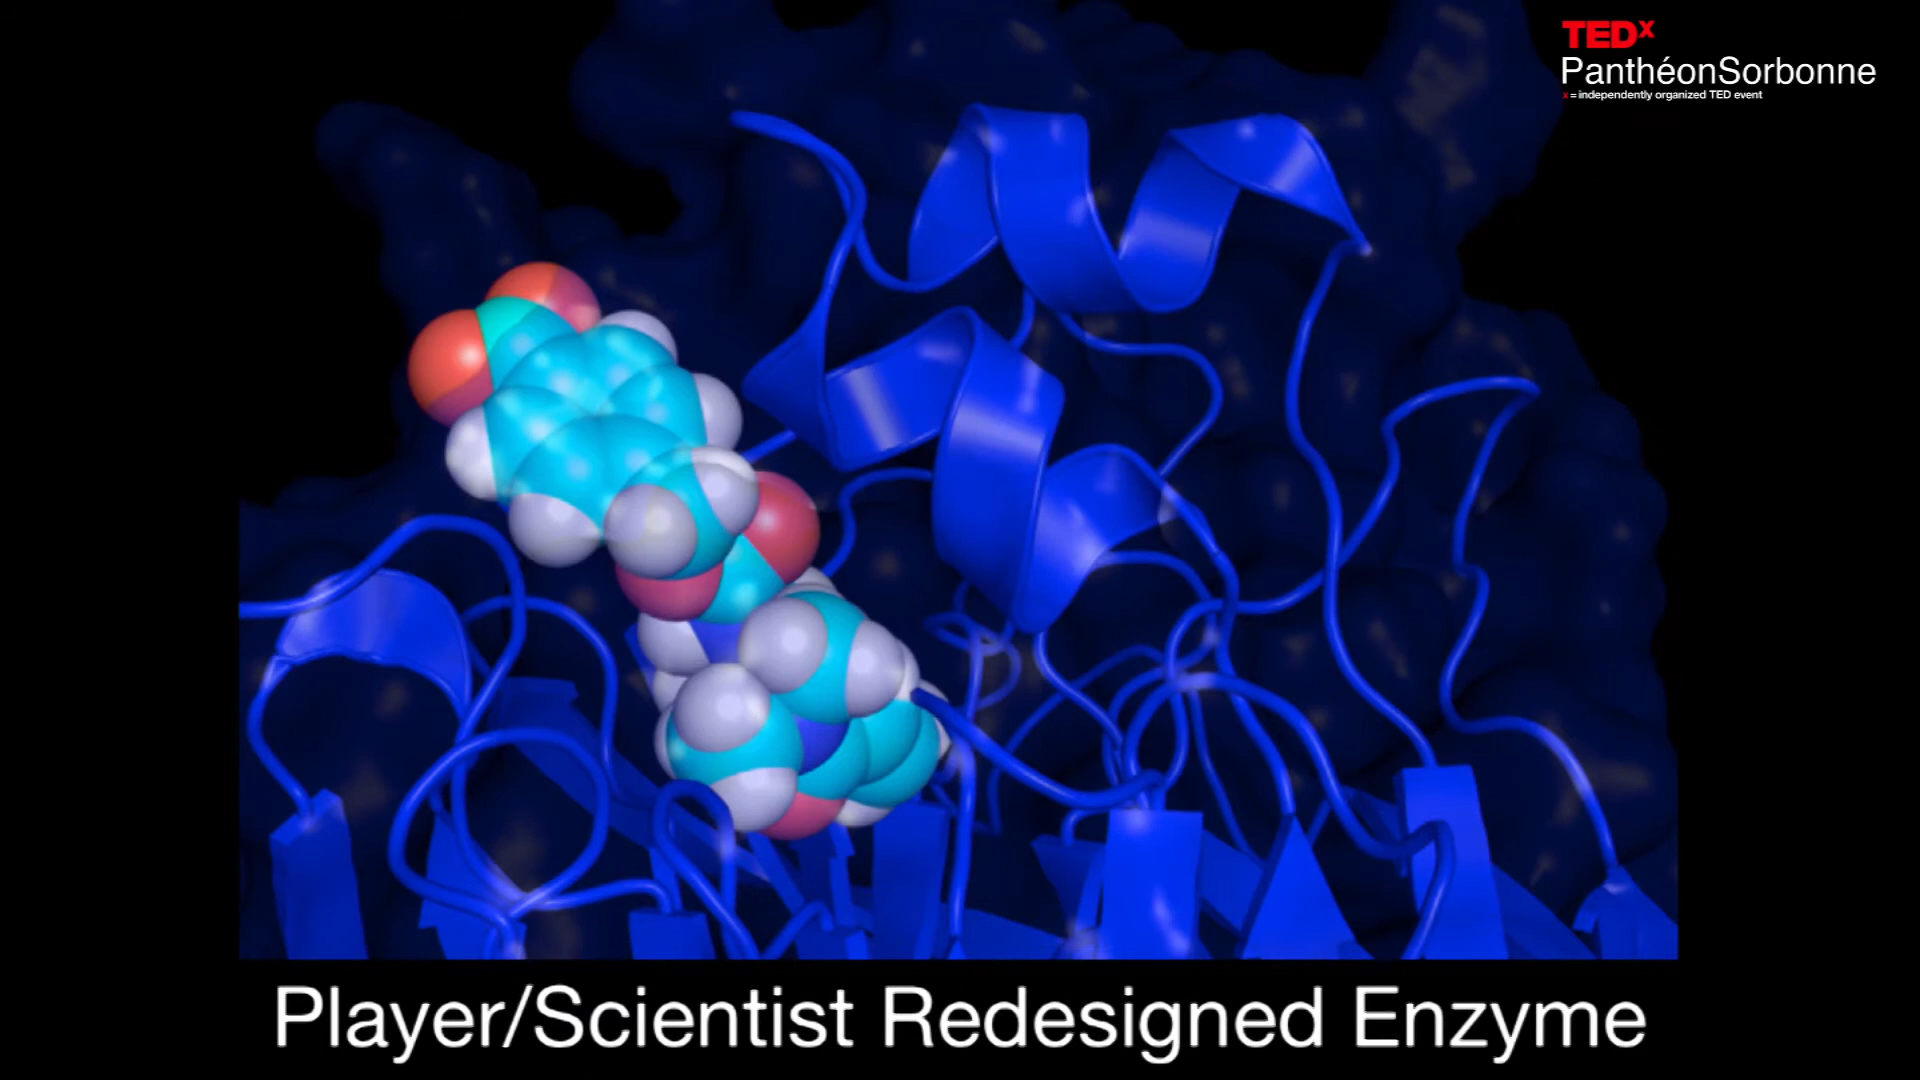 TEDx
PanthéonSorbonne
x = independently organized TED event
Player/Scientist Redesigned Enzyme